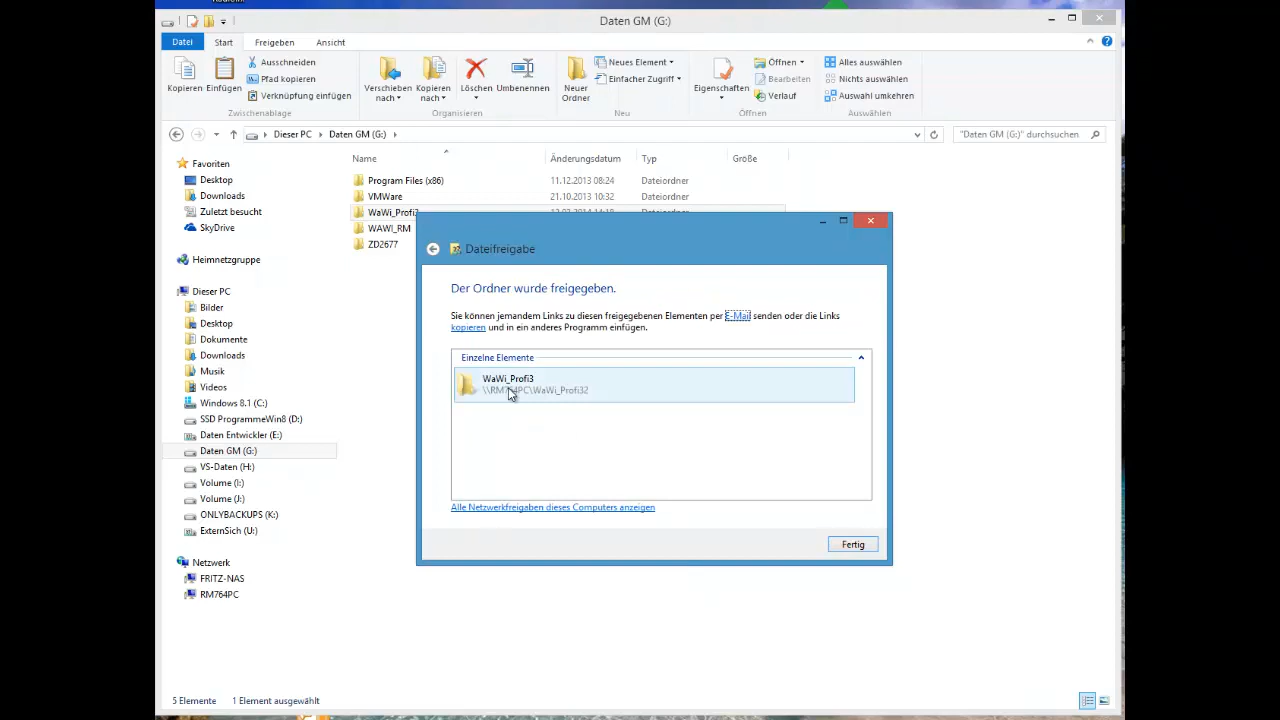 Daten GM (G:)
Datei Start Freigeben Ansicht
Kopieren
Einfügen
Ausschneiden
Pfad kopieren
Verknüpfung einfügen
Zwischenablage
Verschieben nach
Kopieren nach
Löschen
Umbenennen
Organisieren
Neuer Ordner
Neues Element
Einfacher Zugriff
Neu
Eigenschaften
Öffnen
Bearbeiten
Verlauf
Öffnen
Alles auswählen
Nichts auswählen
Auswahl umkehren
Auswählen
Dieser PC Daten GM (G:)
"Daten GM (G:)" durchsuchen
Name Änderungsdatum Typ Größe
Program Files (x86) 11.12.2013 08:24 Dateiordner
VMWare 21.10.2013 10:32 Dateiordner
WaWi_Profi3
WAWI_RM
ZD2677
Favoriten
Desktop
Downloads
Zuletzt besucht
SkyDrive
Heimnetzgruppe
Dieser PC
Bilder
Desktop
Dokumente
Downloads
Musik
Videos
Windows 8.1 (C:)
SSD ProgrammeWin8 (D:)
Daten Entwickler (E:)
Daten GM (G:)
VS-Daten (H:)
Volume (I:)
Volume (J:)
ONLYBACKUPS (K:)
ExternSich (U:)
Netzwerk
FRITZ-NAS
RM764PC
Dateifreigabe
Der Ordner wurde freigegeben.
Sie können jemandem Links zu diesen freigegebenen Elementen per E-Mail senden oder die Links
kopieren und in ein anderes Programm einfügen.
Einzelne Elemente
WaWi_Profi3
\\RM764PC\WaWi_Profi32
Alle Netzwerkfreigaben dieses Computers anzeigen
Fertig
5 Elemente 1 Element ausgewählt